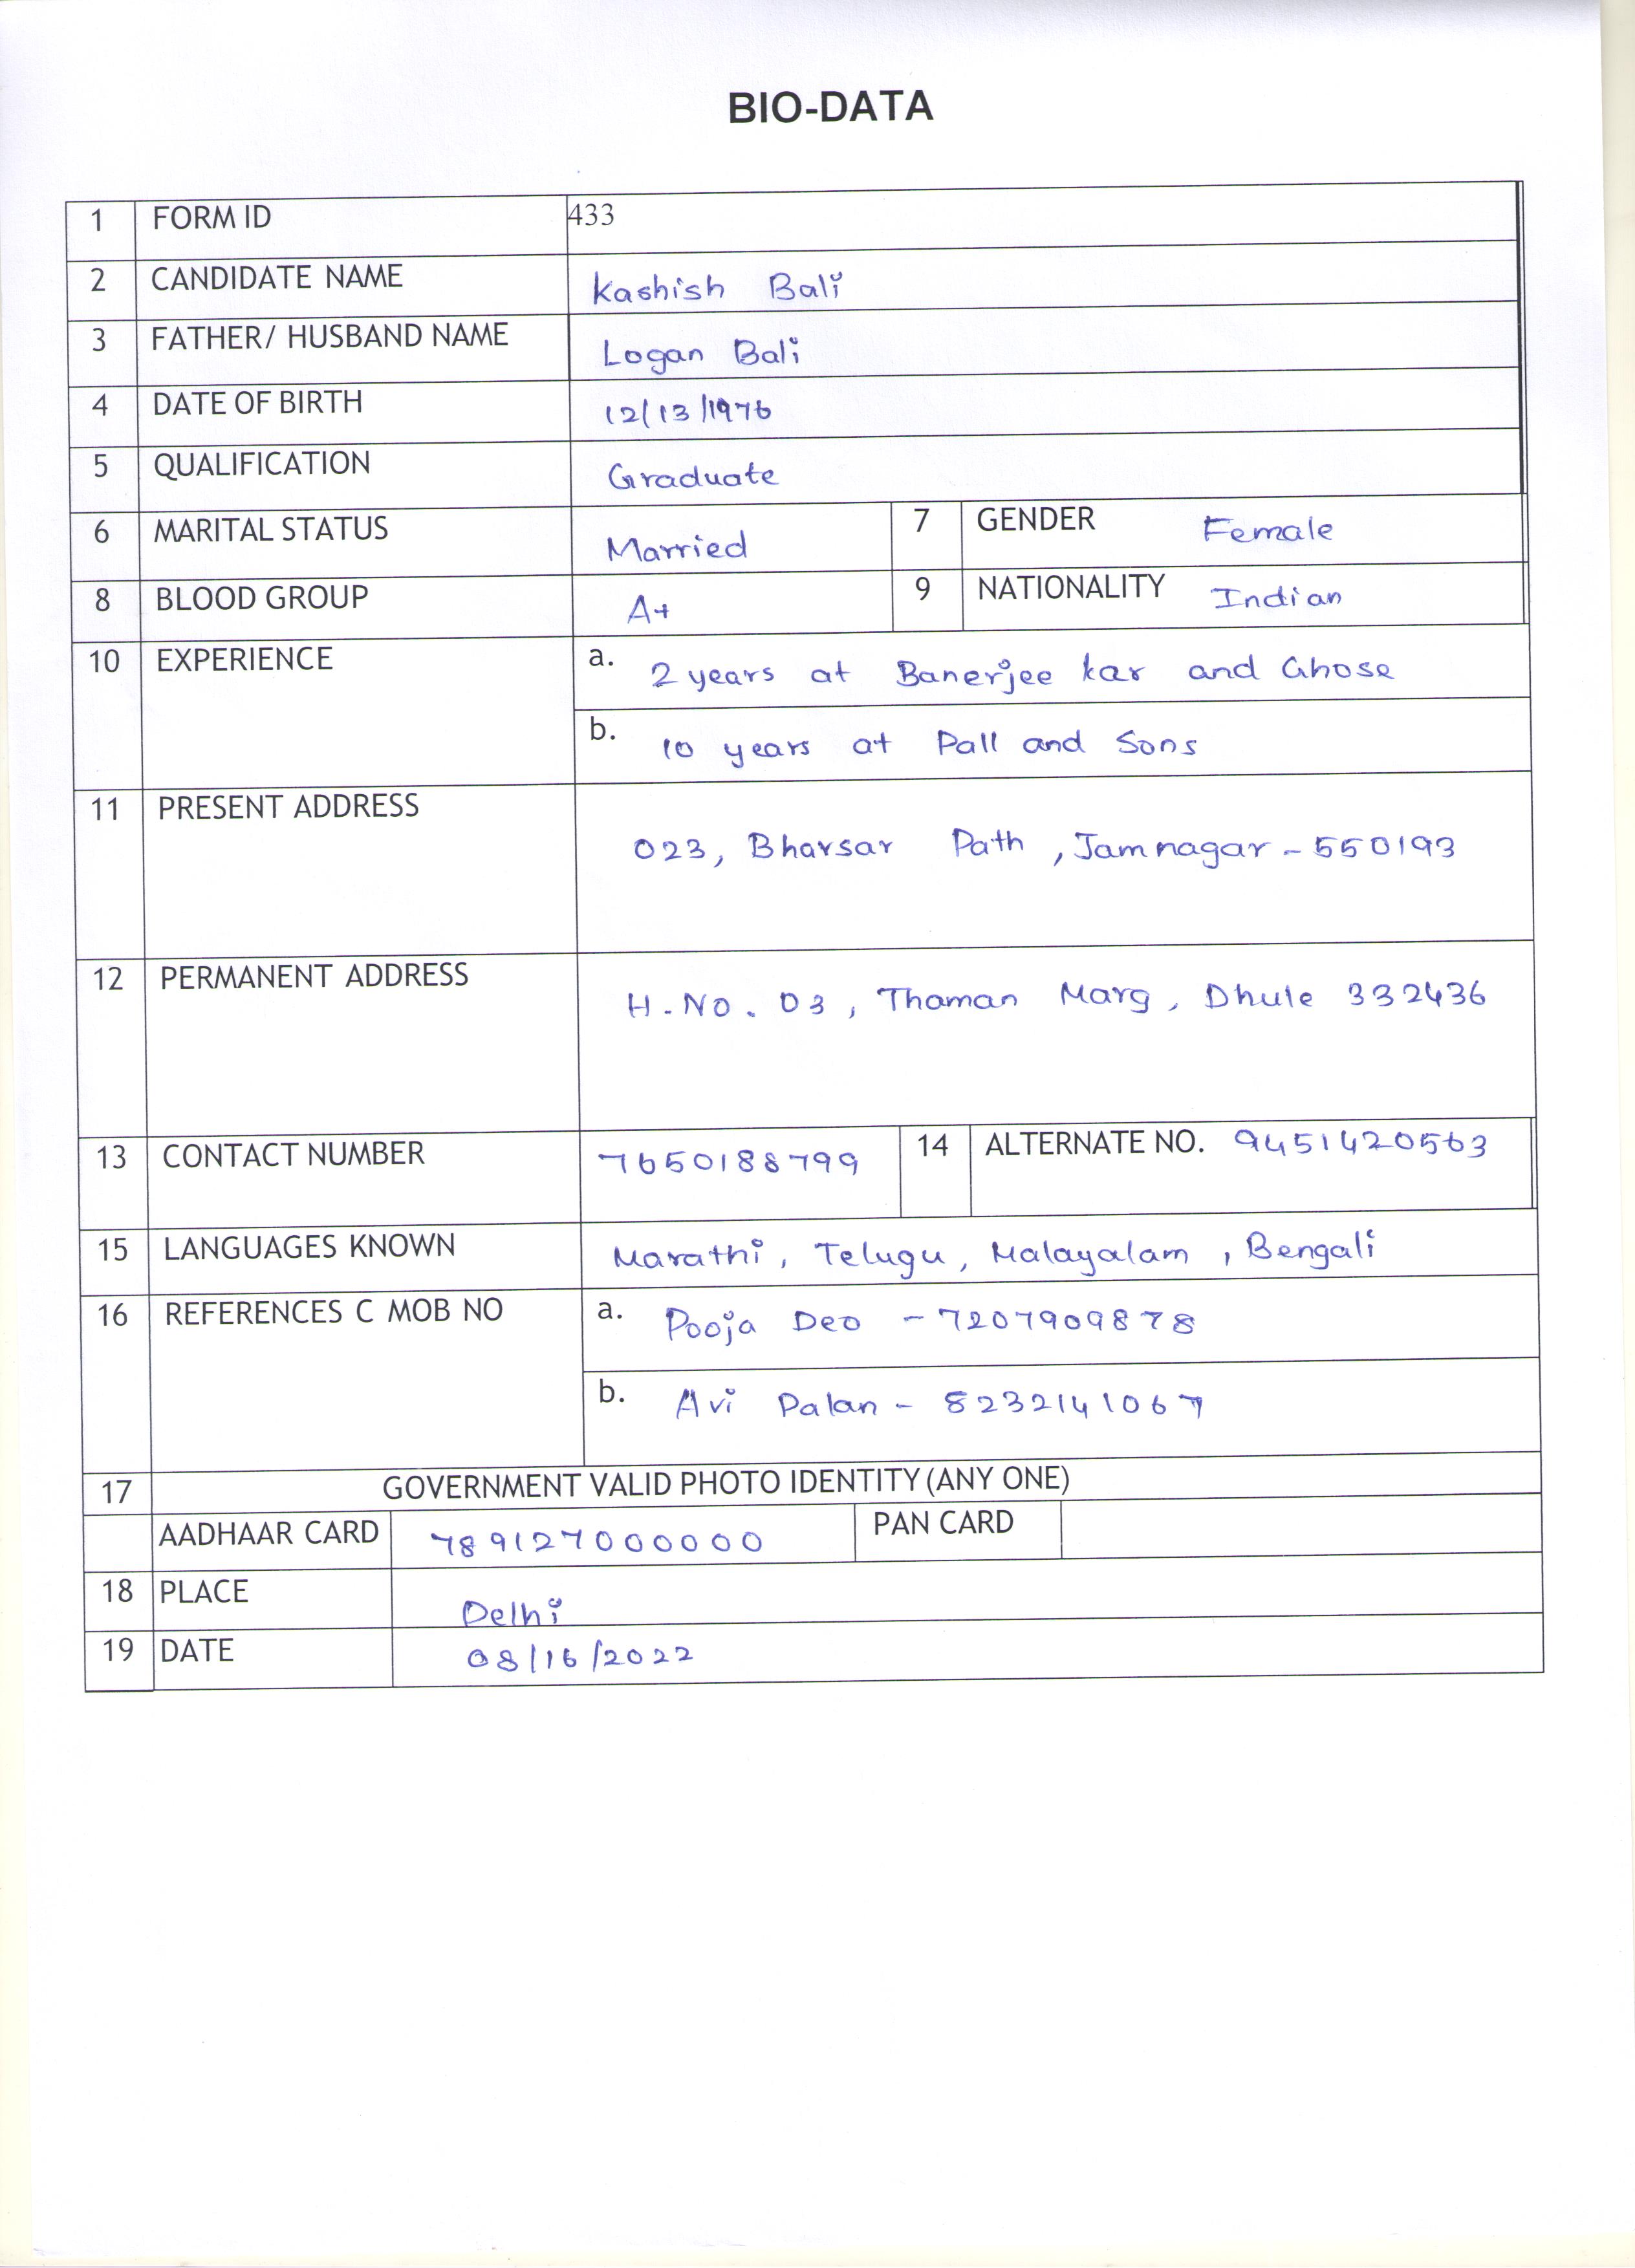 BIO-DATA
1 FORM ID 433
2 CANDIDATE NAME Kashish Bali
3 FATHER/ HUSBAND NAME Logan Bali
4 DATE OF BIRTH 12/13/1976
5 QUALIFICATION Graduate
6 MARITAL STATUS Married 7 GENDER Female
8 BLOOD GROUP A+ 9 NATIONALITY Indian
10 EXPERIENCE a. 2 years at Banerjee kar and Ghose
b. 10 years at Pall and Sons
11 PRESENT ADDRESS
023, Bhavsar Path, Jamnagar - 550193
12 PERMANENT ADDRESS
H.No. 03, Thaman Marg, Dhule 332436
13 CONTACT NUMBER 7650188799 14 ALTERNATE NO. 9451420563
15 LANGUAGES KNOWN Marathi, Telugu, Malayalam, Bengali
16 REFERENCES C MOB NO a. Pooja Deo - 7207909878
b. Avi Palan - 8232141067
17 GOVERNMENT VALID PHOTO IDENTITY (ANY ONE)
AADHAAR CARD 789127000000 PAN CARD
18 PLACE Delhi
19 DATE 08/16/2022